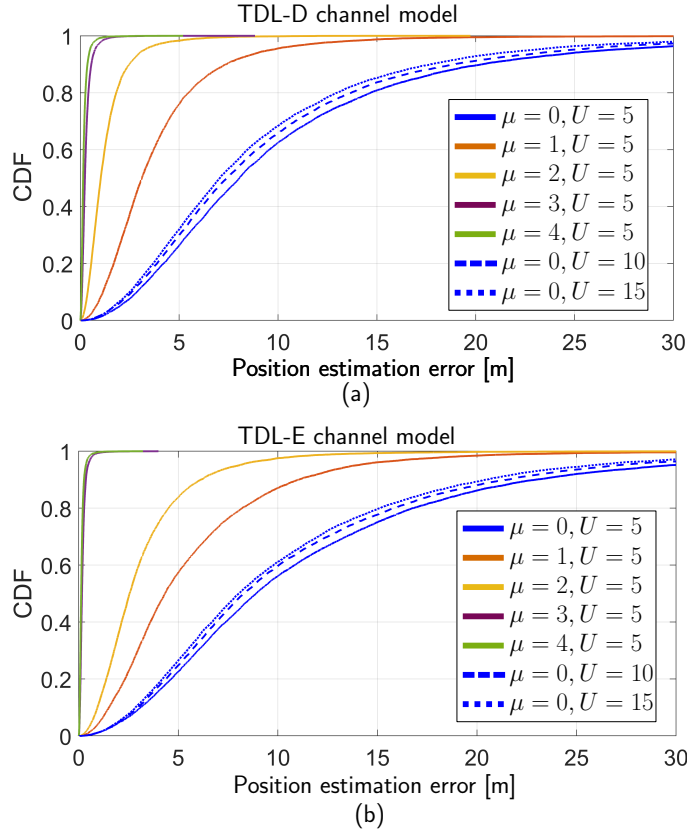 TDL-D channel model
1
0.8
0.6
0.4
0.2
0
CDF
μ = 0, U = 5
μ = 1, U = 5
μ = 2, U = 5
μ = 3, U = 5
μ = 4, U = 5
μ = 0, U = 10
μ = 0, U = 15
0 5 10 15 20 25 30
Position estimation error [m]
(a)
TDL-E channel model
1
0.8
0.6
0.4
0.2
0
CDF
μ = 0, U = 5
μ = 1, U = 5
μ = 2, U = 5
μ = 3, U = 5
μ = 4, U = 5
μ = 0, U = 10
μ = 0, U = 15
0 5 10 15 20 25 30
Position estimation error [m]
(b)